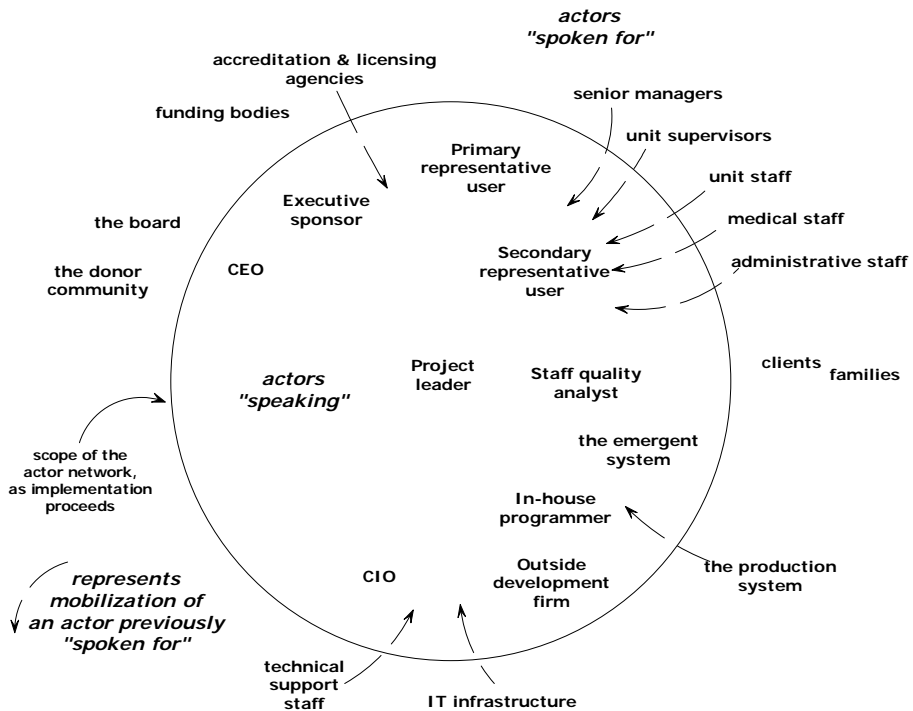 actors
"spoken for"
accreditation & licensing
agencies
funding bodies
senior managers
unit supervisors
Primary
representative
user
unit staff
Executive
sponsor
medical staff
the board
CEO
Secondary
representative
user
administrative staff
the donor
community
Project
leader
Staff quality
analyst
clients
families
actors
"speaking"
the emergent
system
scope of the
actor network,
as implementation
proceeds
In-house
programmer
the production
system
CIO
Outside
development
firm
represents
mobilization of
an actor previously
"spoken for"
technical
support
staff
IT infrastructure